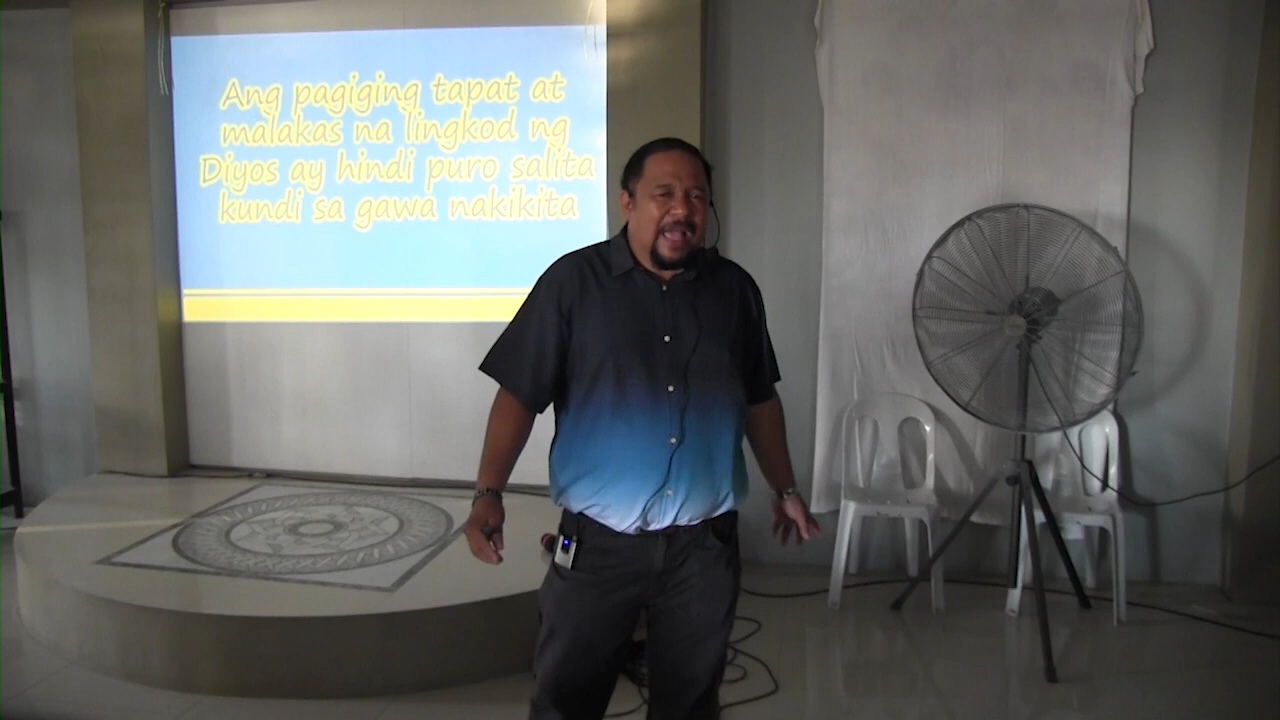 Ang pagiging tapat at
malakas na lingkod ng
Diyos ay hindi puro salita
kundi sa gawa nakikita